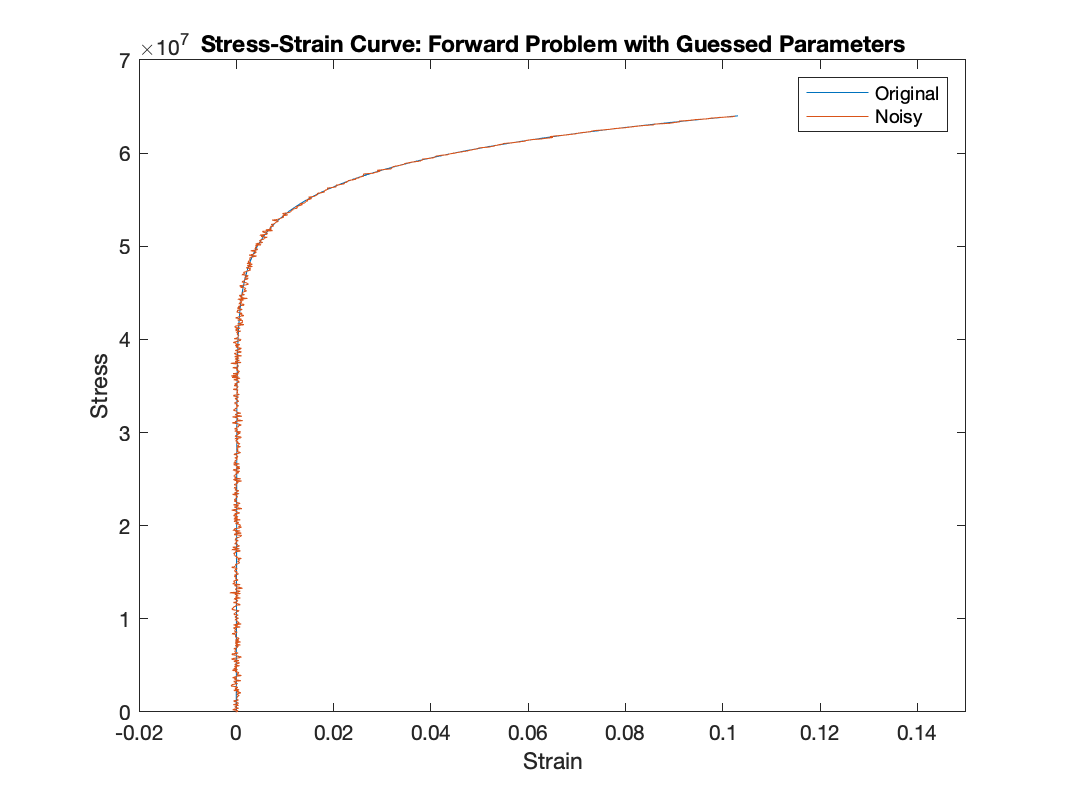 ×10^7 Stress-Strain Curve: Forward Problem with Guessed Parameters
Original
Noisy
7
6
5
4
3
2
1
0
Stress
-0.02 0 0.02 0.04 0.06 0.08 0.1 0.12 0.14
Strain